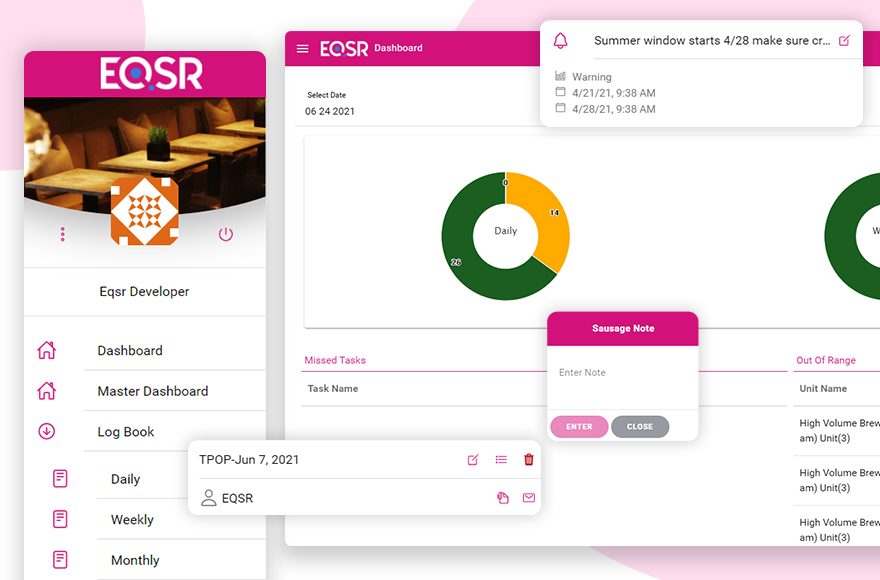 EQSR
Eqsr Developer
Dashboard
Master Dashboard
Log Book
Daily
Weekly
Monthly
EQSR Dashboard
Select Date
06 24 2021
0
14
26
Daily
W
Summer window starts 4/28 make sure cr...
Warning
4/21/21, 9:38 AM
4/28/21, 9:38 AM
Missed Tasks
Task Name
Sausage Note
Enter Note
ENTER CLOSE
Out Of Range
Unit Name
High Volume Brew
am) Unit(3)
High Volume Brew
am) Unit(3)
High Volume Brew
am) Unit(3)
TPOP-Jun 7, 2021
EQSR